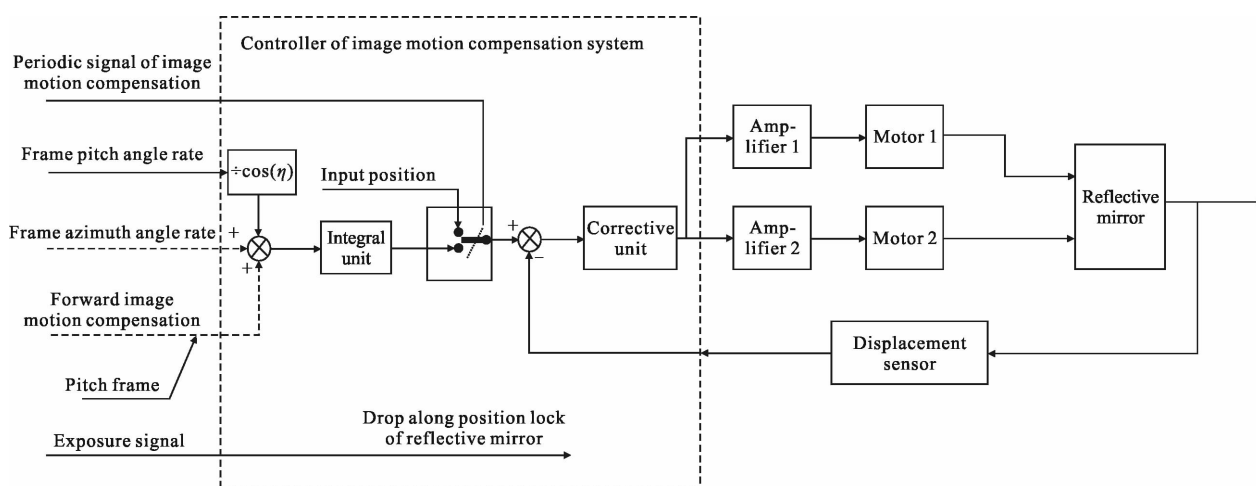 Controller of image motion compensation system
Periodic signal of image
motion compensation
Frame pitch angle rate
÷cos(η)
Input position
Frame azimuth angle rate
+
+
Integral
unit
+
−
Corrective
unit
Amp-
lifier 1
Motor 1
Amp-
lifier 2
Motor 2
Reflective
mirror
Forward image
motion compensation
Pitch frame
Displacement
sensor
Exposure signal
Drop along position lock
of reflective mirror